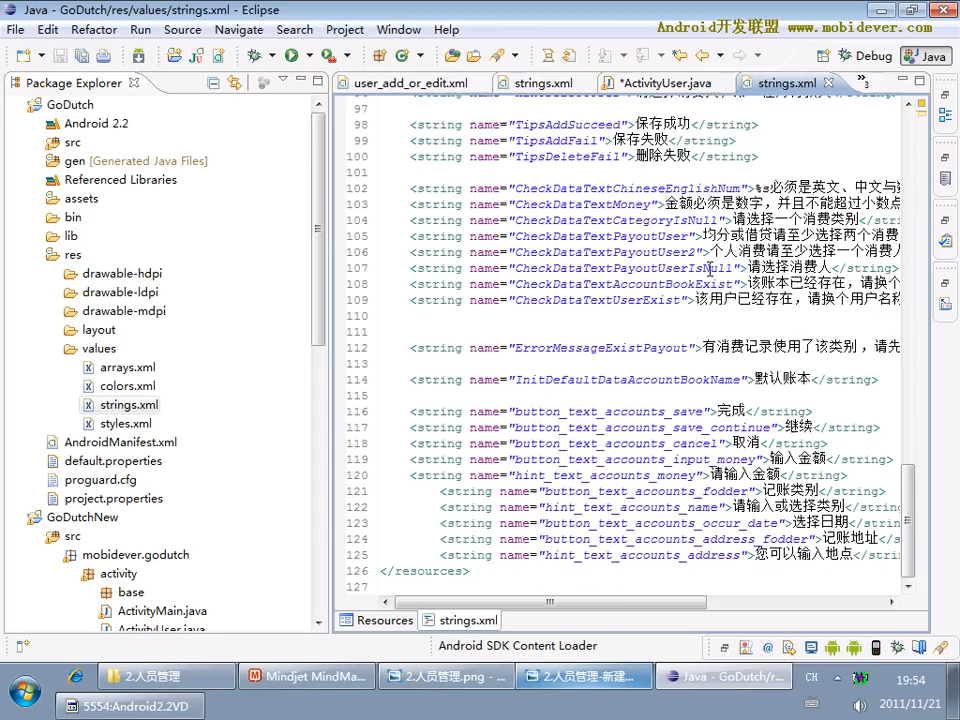 Java - GoDutch/res/values/strings.xml - Eclipse
File Edit Refactor Run Source Navigate Search Project Window Help
Android开发联盟 www.mobidever.com
Debug Java
Package Explorer
user_add_or_edit.xml strings.xml *ActivityUser.java strings.xml »3
GoDutch
Android 2.2
src
gen [Generated Java Files]
Referenced Libraries
assets
bin
lib
res
drawable-hdpi
drawable-ldpi
drawable-mdpi
layout
values
arrays.xml
colors.xml
strings.xml
styles.xml
AndroidManifest.xml
default.properties
proguard.cfg
project.properties
GoDutchNew
src
mobidever.godutch
activity
base
ActivityMain.java
ActivityUser.java
97
98 <string name="TipsAddSucceed">保存成功</string>
99 <string name="TipsAddFail">保存失败</string>
100 <string name="TipsDeleteFail">删除失败</string>
101
102 <string name="CheckDataTextChineseEnglishNum">%s必须是英文、中文与数
103 <string name="CheckDataTextMoney">金额必须是数字，并且不能超过小数点
104 <string name="CheckDataTextCategoryIsNull">请选择一个消费类别</string
105 <string name="CheckDataTextPayoutUser">均分或借贷请至少选择两个消费
106 <string name="CheckDataTextPayoutUser2">个人消费请至少选择一个消费人
107 <string name="CheckDataTextPayoutUserIsNull">请选择消费人</string>
108 <string name="CheckDataTextAccountBookExist">该账本已经存在，请换个
109 <string name="CheckDataTextUserExist">该用户已经存在，请换个用户名称
110
111
112 <string name="ErrorMessageExistPayout">有消费记录使用了该类别，请先
113
114 <string name="InitDefaultDataAccountBookName">默认账本</string>
115
116 <string name="button_text_accounts_save">完成</string>
117 <string name="button_text_accounts_save_continue">继续</string>
118 <string name="button_text_accounts_cancel">取消</string>
119 <string name="button_text_accounts_input_money">输入金额</string>
120 <string name="hint_text_accounts_money">请输入金额</string>
121 <string name="button_text_accounts_fodder">记账类别</string>
122 <string name="hint_text_accounts_name">请输入或选择类别</string>
123 <string name="button_text_accounts_occur_date">选择日期</string>
124 <string name="button_text_accounts_address_fodder">记账地址</s
125 <string name="hint_text_accounts_address">您可以输入地点</stri
126 </resources>
127
Resources strings.xml
Android SDK Content Loader
2.人员管理 Mindjet MindMa... 2.人员管理.png - ... 2.人员管理-新建... Java - GoDutch/r... CH 19:54
5554:Android2.2VD 2011/11/21